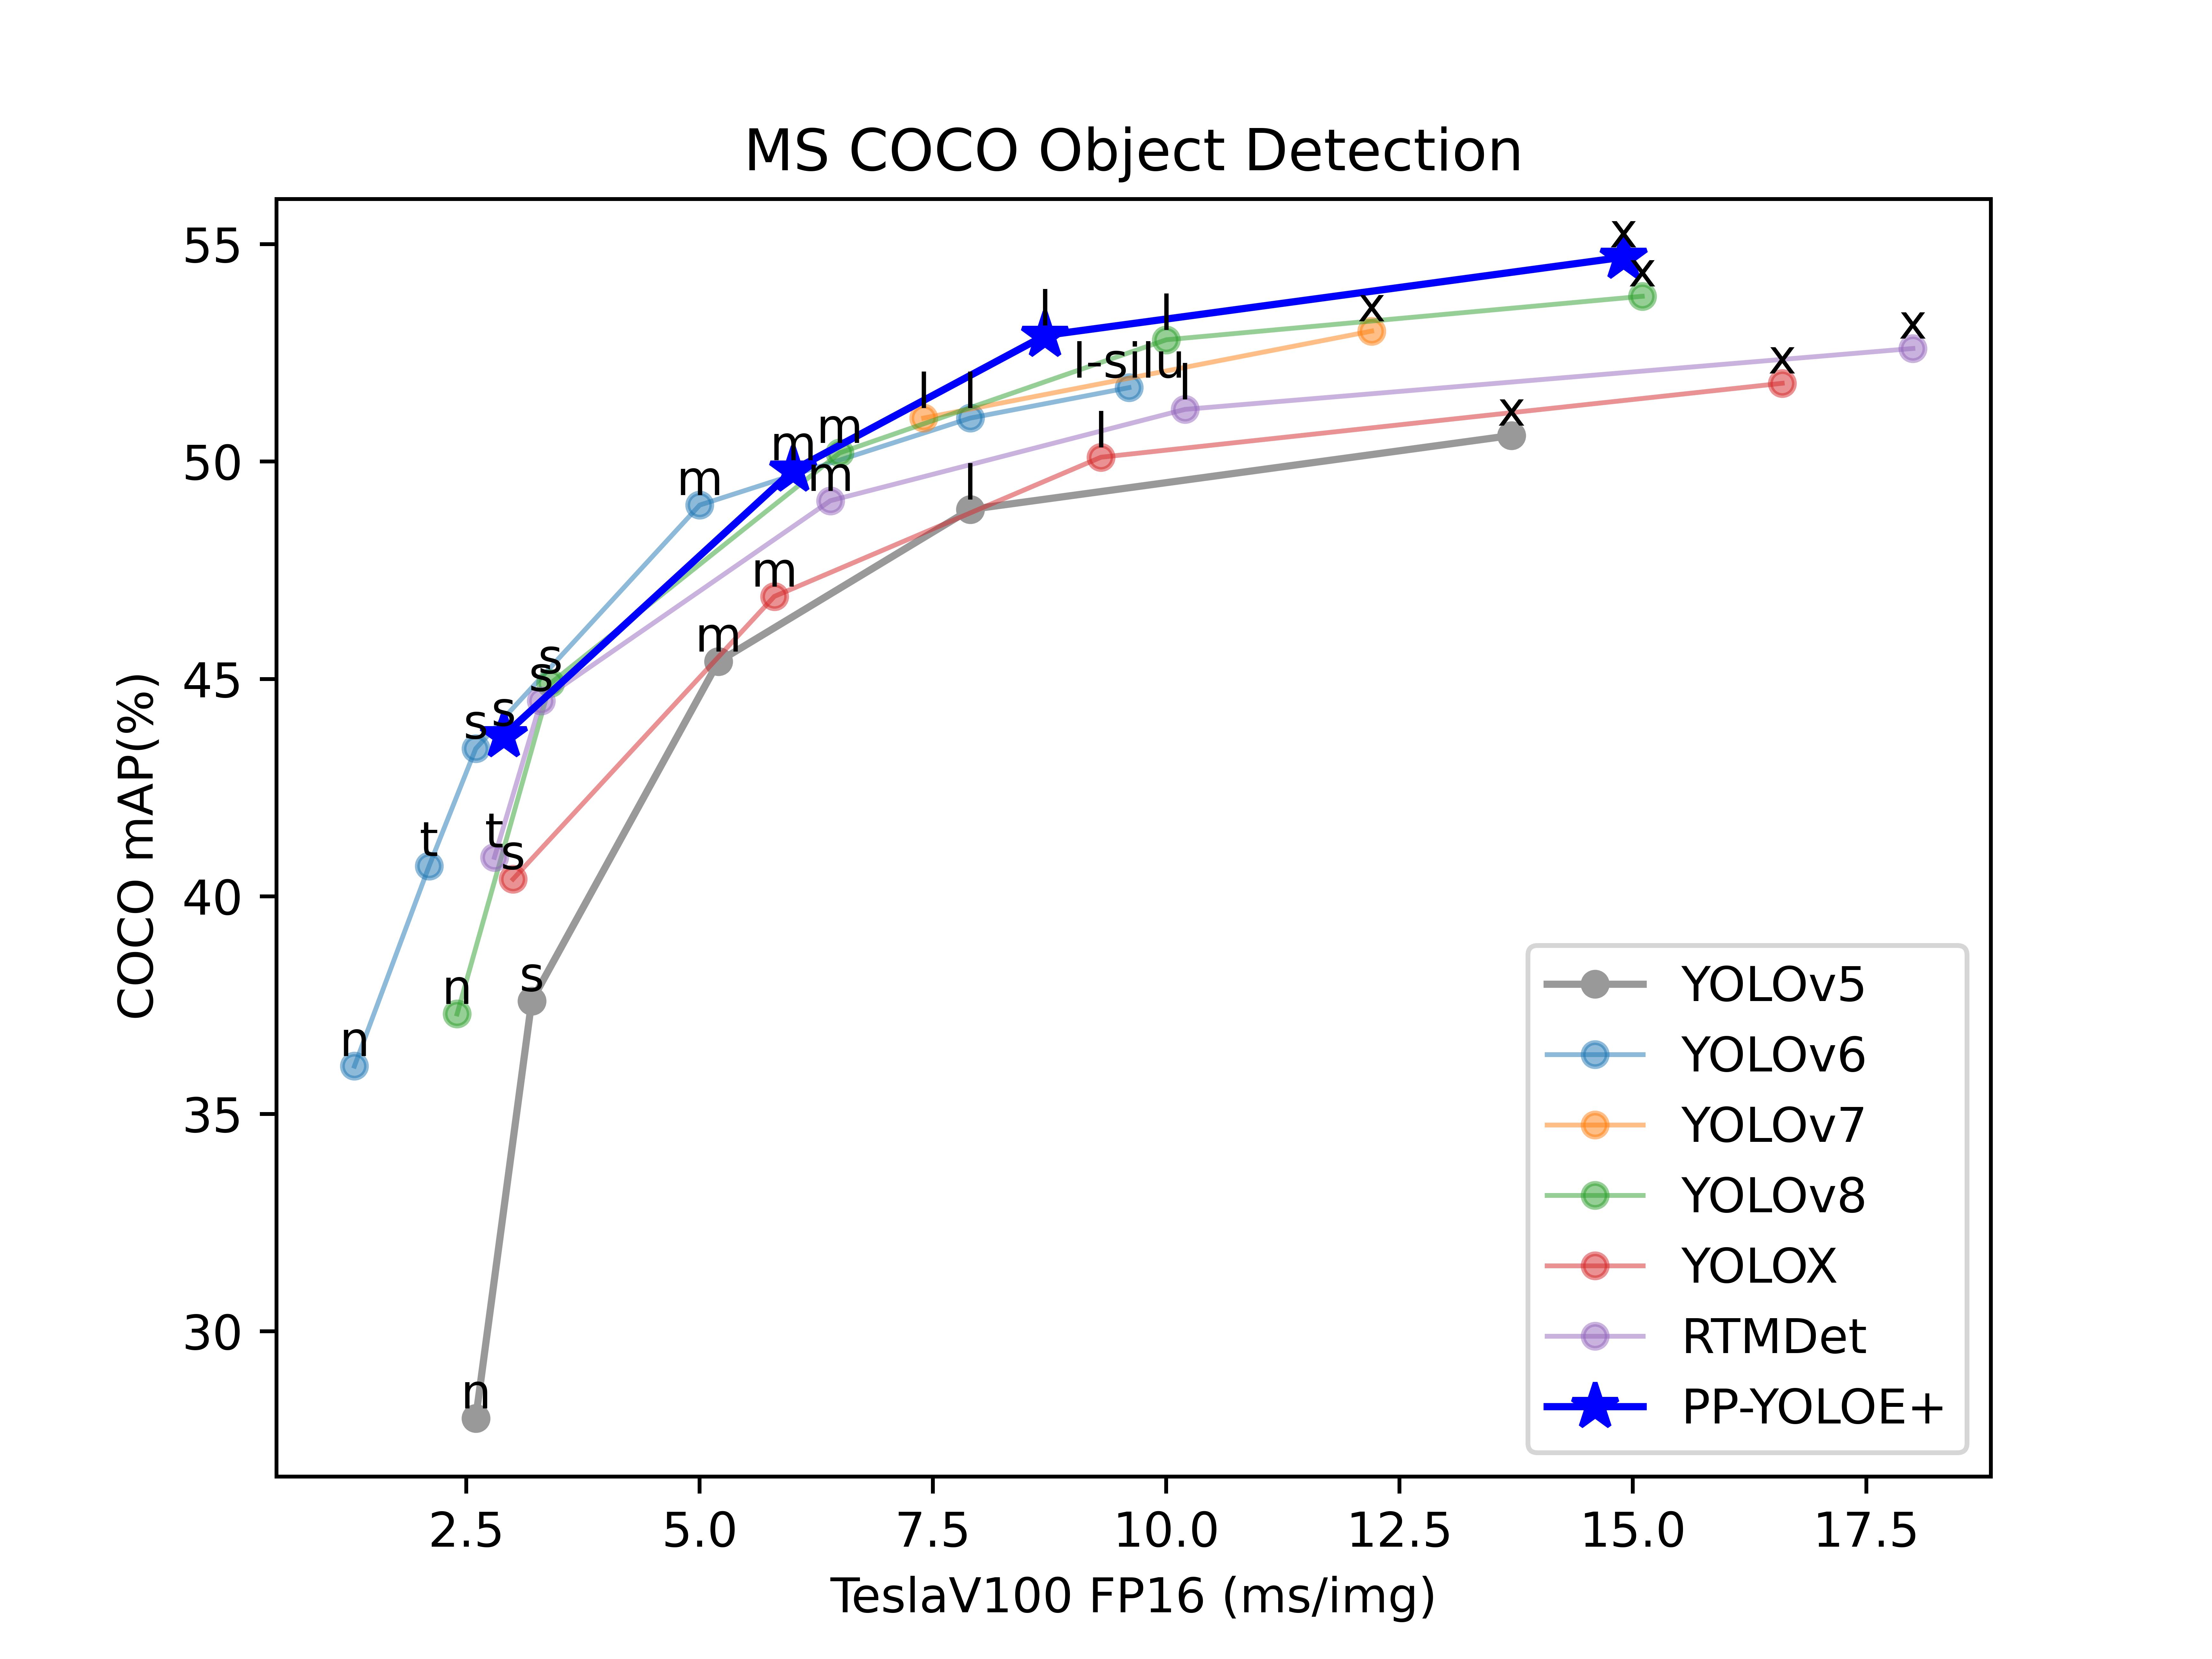 MS COCO Object Detection
COCO mAP(%)
55
50
45
40
35
30
x
x
x
x
x
x
l
l
l
l
l
l
l
l-silu
m
m
m
m
m
m
s
s
s
s
s
s
t
t
n
n
n
YOLOv5
YOLOv6
YOLOv7
YOLOv8
YOLOX
RTMDet
PP-YOLOE+
2.5 5.0 7.5 10.0 12.5 15.0 17.5
TeslaV100 FP16 (ms/img)